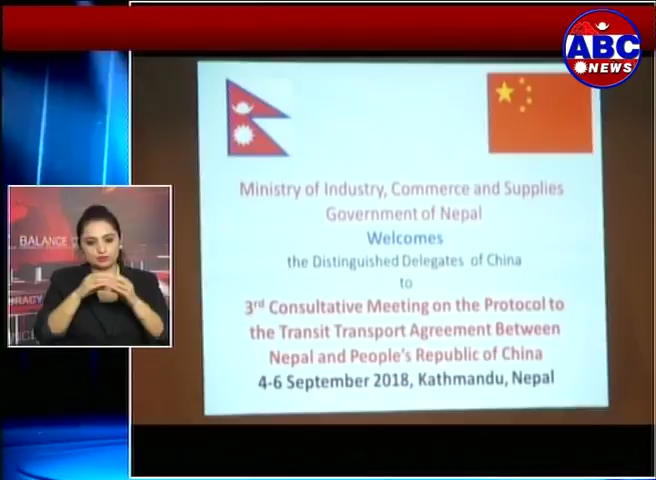 ABC
NEWS
BALANCE
Ministry of Industry, Commerce and Supplies
Government of Nepal
Welcomes
the Distinguished Delegates of China
to
3rd Consultative Meeting on the Protocol to
the Transit Transport Agreement Between
Nepal and People's Republic of China
4-6 September 2018, Kathmandu, Nepal